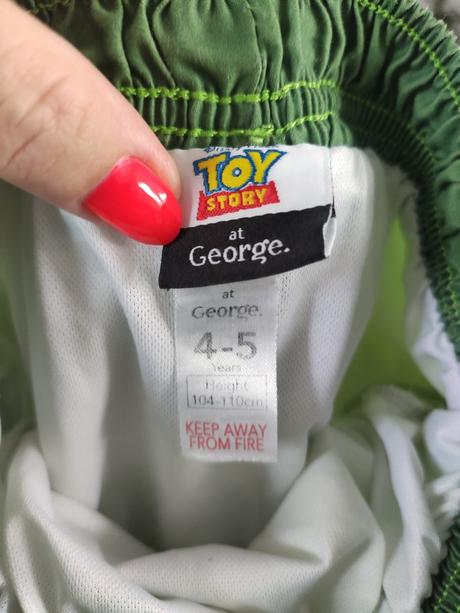 TOY
STORY
at
George.
at
George.
4-5
Years
Height
104-110cm
KEEP AWAY
FROM FIRE